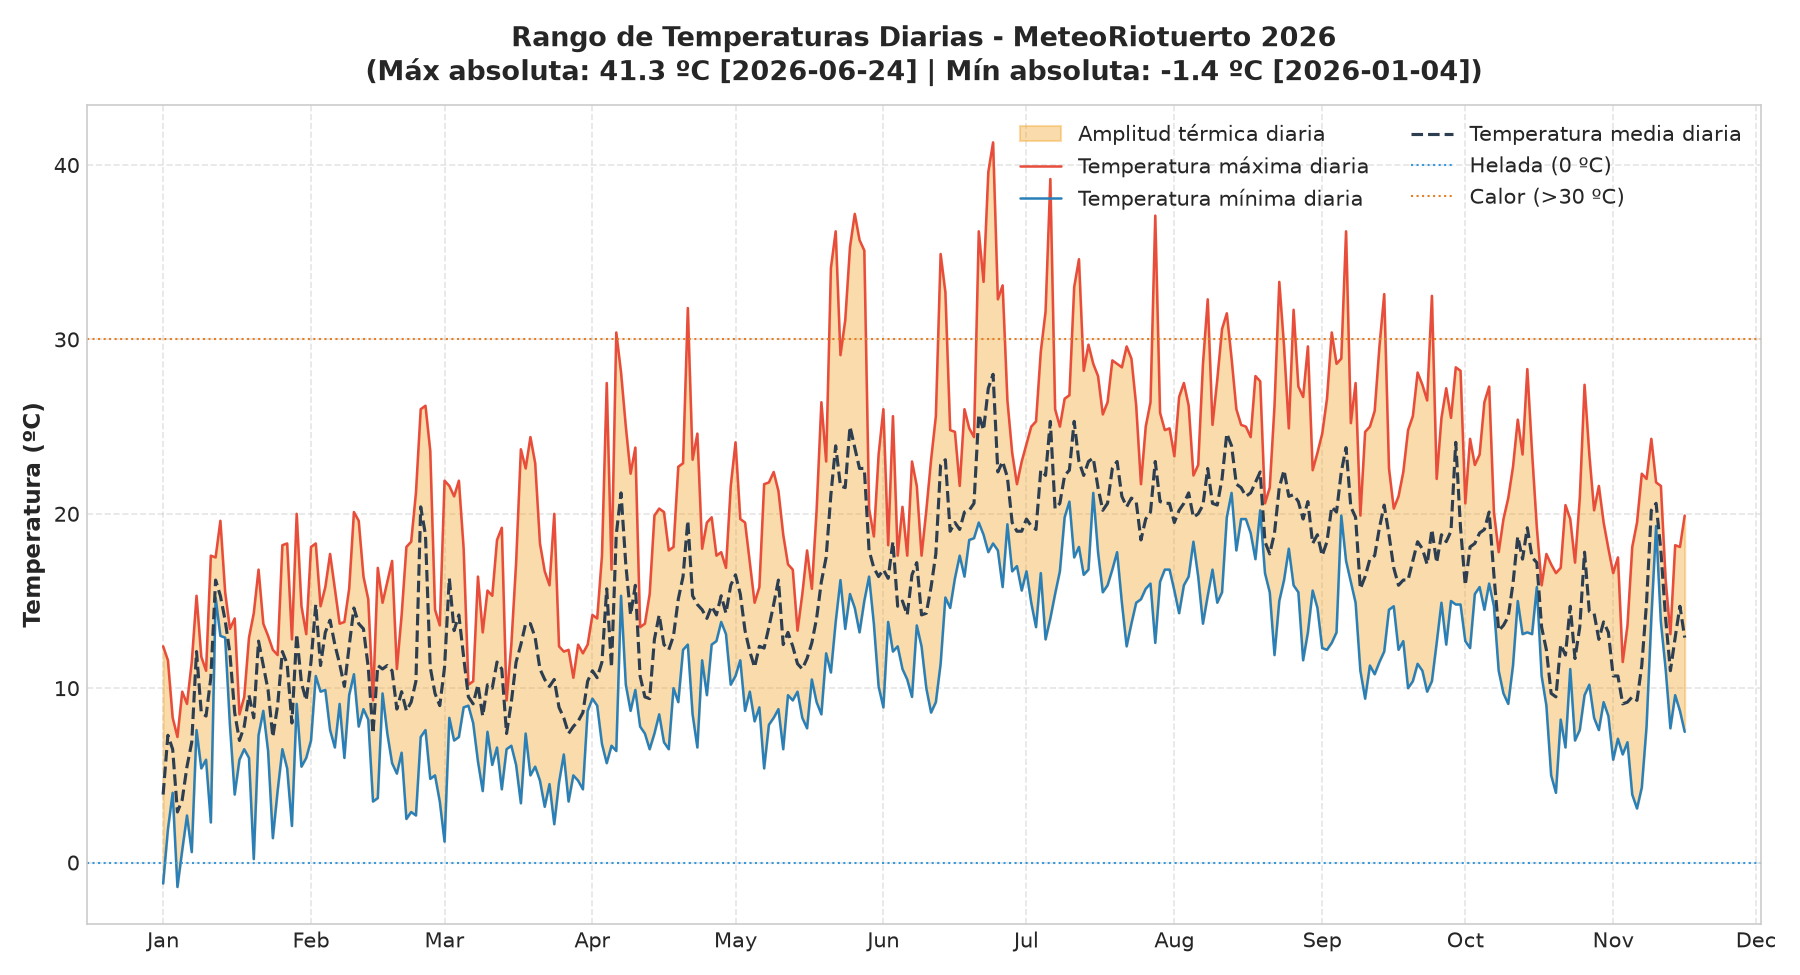 Rango de Temperaturas Diarias - MeteoRiotuerto 2026
(Máx absoluta: 41.3 ºC [2026-06-24] | Mín absoluta: -1.4 ºC [2026-01-04])
Amplitud térmica diaria
Temperatura máxima diaria
Temperatura mínima diaria
Temperatura media diaria
Helada (0 ºC)
Calor (>30 ºC)
Temperatura (ºC)
40
30
20
10
0
Jan Feb Mar Apr May Jun Jul Aug Sep Oct Nov Dec